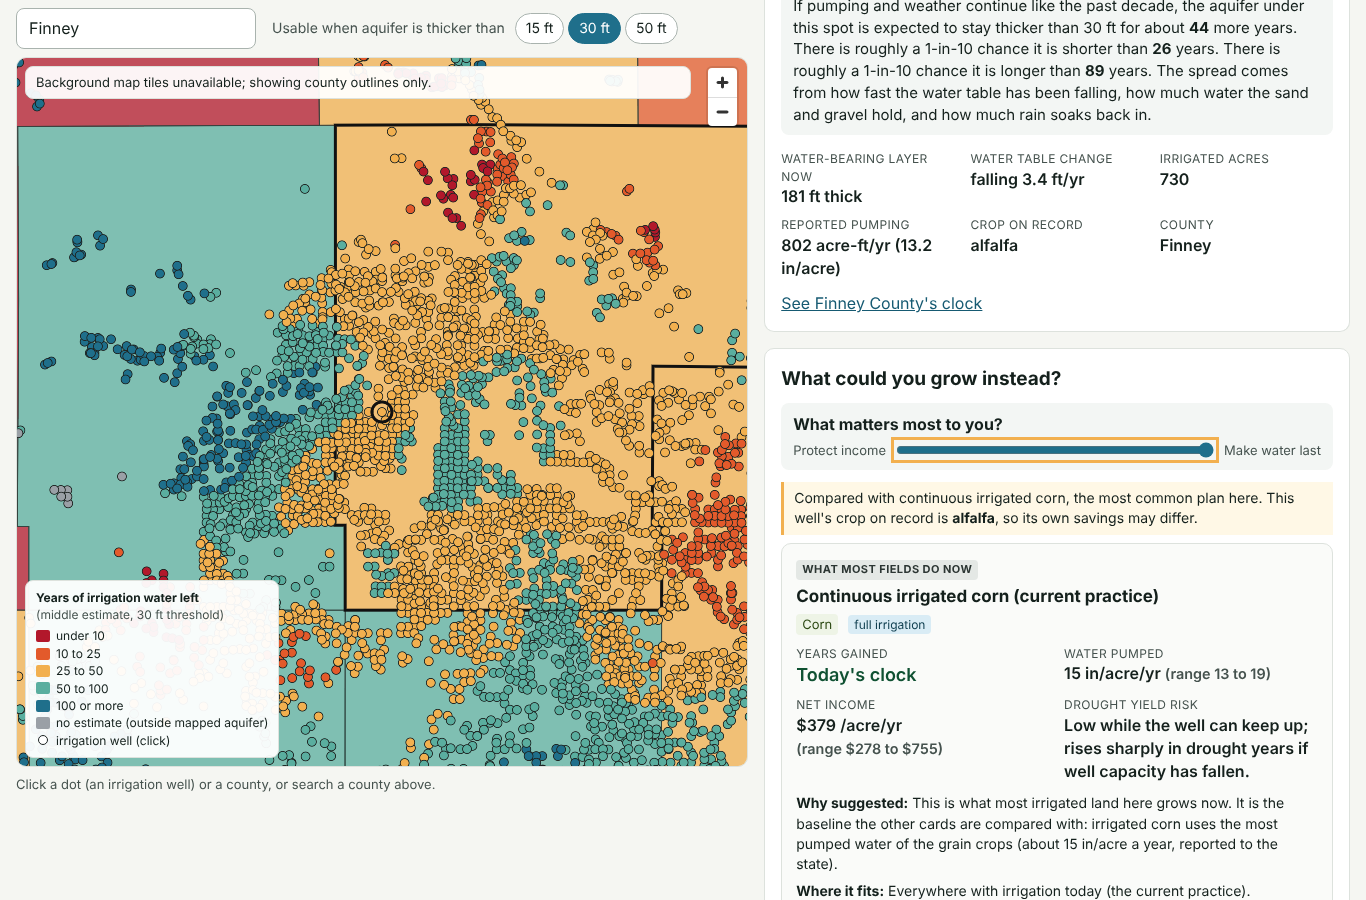 Finney
Usable when aquifer is thicker than
15 ft
30 ft
50 ft
Background map tiles unavailable; showing county outlines only.
+
−
Years of irrigation water left
(middle estimate, 30 ft threshold)
under 10
10 to 25
25 to 50
50 to 100
100 or more
no estimate (outside mapped aquifer)
irrigation well (click)
Click a dot (an irrigation well) or a county, or search a county above.
If pumping and weather continue like the past decade, the aquifer under
this spot is expected to stay thicker than 30 ft for about 44 more years.
There is roughly a 1-in-10 chance it is shorter than 26 years. There is
roughly a 1-in-10 chance it is longer than 89 years. The spread comes
from how fast the water table has been falling, how much water the sand
and gravel hold, and how much rain soaks back in.
WATER-BEARING LAYER
NOW
181 ft thick
WATER TABLE CHANGE
falling 3.4 ft/yr
IRRIGATED ACRES
730
REPORTED PUMPING
802 acre-ft/yr (13.2
in/acre)
CROP ON RECORD
alfalfa
COUNTY
Finney
See Finney County's clock
What could you grow instead?
What matters most to you?
Protect income
Make water last
Compared with continuous irrigated corn, the most common plan here. This
well's crop on record is alfalfa, so its own savings may differ.
WHAT MOST FIELDS DO NOW
Continuous irrigated corn (current practice)
Corn
full irrigation
YEARS GAINED
Today's clock
WATER PUMPED
15 in/acre/yr (range 13 to 19)
NET INCOME
$379 /acre/yr
(range $278 to $755)
DROUGHT YIELD RISK
Low while the well can keep up;
rises sharply in drought years if
well capacity has fallen.
Why suggested: This is what most irrigated land here grows now. It is the
baseline the other cards are compared with: irrigated corn uses the most
pumped water of the grain crops (about 15 in/acre a year, reported to the
state).
Where it fits: Everywhere with irrigation today (the current practice).